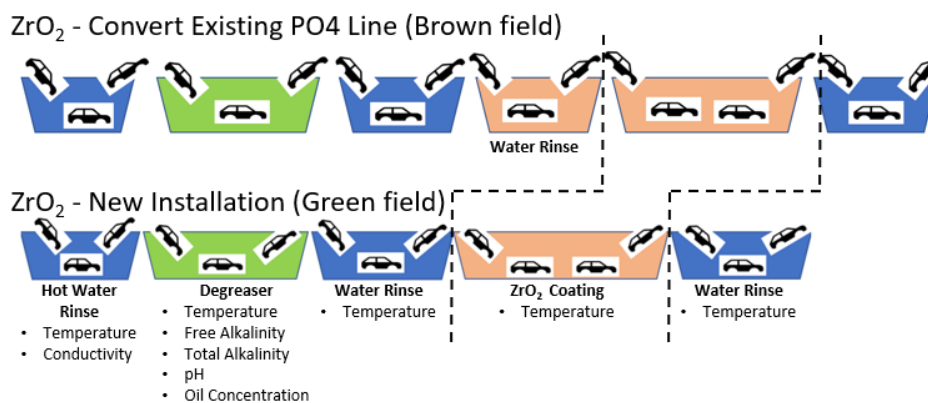 ZrO2 - Convert Existing PO4 Line (Brown field)
Water Rinse
ZrO2 - New Installation (Green field)
Hot Water
Rinse
• Temperature
• Conductivity
Degreaser
• Temperature
• Free Alkalinity
• Total Alkalinity
• pH
• Oil Concentration
Water Rinse
• Temperature
ZrO2 Coating
• Temperature
Water Rinse
• Temperature